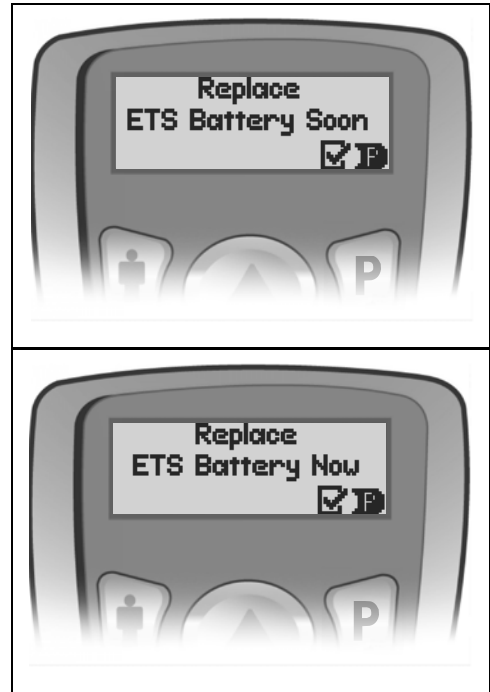 Replace
ETS Battery Soon
P
P
Replace
ETS Battery Now
P
P